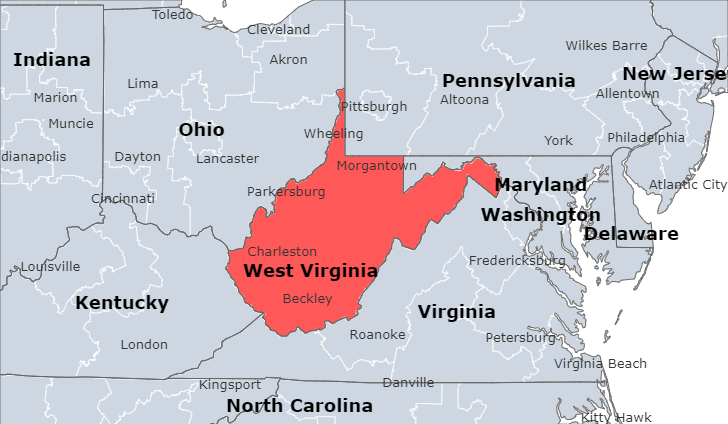 Toledo
Cleveland
Wilkes Barre
Indiana
Akron
Pennsylvania
New Jerse
Lima
Marion
Altoona
Allentown
Pittsburgh
Muncie
Ohio
Wheeling
Philadelphia
York
dianapolis
Dayton
Lancaster
Morgantown
Maryland
Atlantic City
Parkersburg
Cincinnati
Washington
Delaware
Charleston
Fredericksburg
Louisville
West Virginia
Kentucky
Beckley
Virginia
London
Roanoke
Petersburg
Virginia Beach
Kingsport
Danville
North Carolina
Kitty Hawk